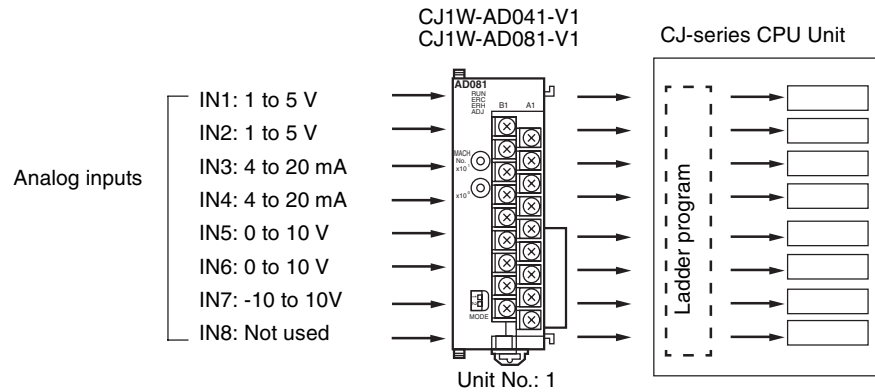 CJ1W-AD041-V1
CJ1W-AD081-V1
CJ-series CPU Unit
Analog inputs
IN1: 1 to 5 V
IN2: 1 to 5 V
IN3: 4 to 20 mA
IN4: 4 to 20 mA
IN5: 0 to 10 V
IN6: 0 to 10 V
IN7: -10 to 10V
IN8: Not used
AD081
RUN
ERC
ERH
ADJ
B1 A1
MACH
No.
x10
x10
MODE
Ladder program
Unit No.: 1